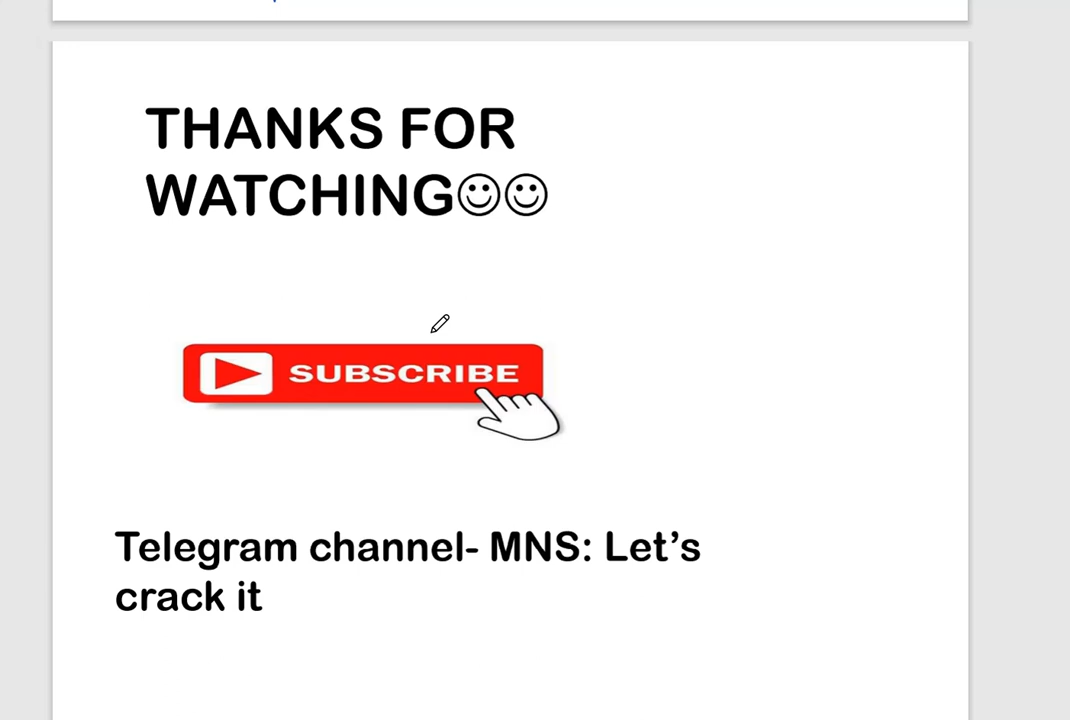 THANKS FOR
WATCHING☺☺
SUBSCRIBE
Telegram channel- MNS: Let’s
crack it